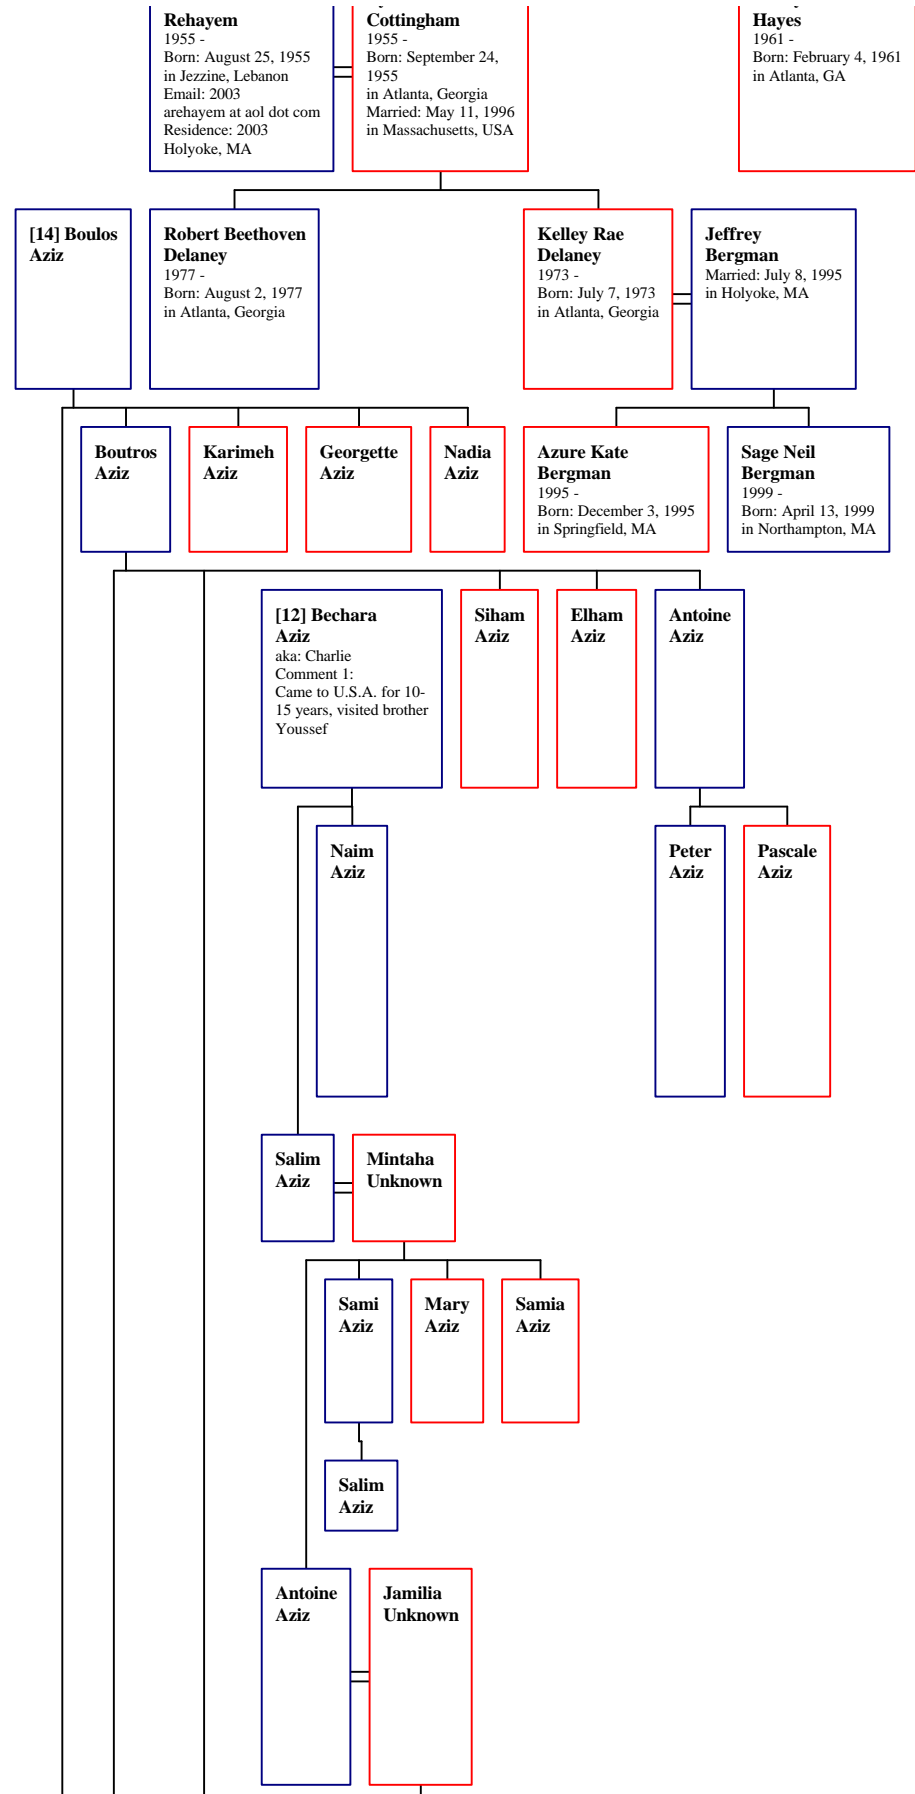 Rehayem
1955 -
Born: August 25, 1955
in Jezzine, Lebanon
Email: 2003
arehayem at aol dot com
Residence: 2003
Holyoke, MA
Cottingham
1955 -
Born: September 24,
1955
in Atlanta, Georgia
Married: May 11, 1996
in Massachusetts, USA
Hayes
1961 -
Born: February 4, 1961
in Atlanta, GA
[14] Boulos
Aziz
Robert Beethoven
Delaney
1977 -
Born: August 2, 1977
in Atlanta, Georgia
Kelley Rae
Delaney
1973 -
Born: July 7, 1973
in Atlanta, Georgia
Jeffrey
Bergman
Married: July 8, 1995
in Holyoke, MA
Boutros
Aziz
Karimeh
Aziz
Georgette
Aziz
Nadia
Aziz
Azure Kate
Bergman
1995 -
Born: December 3, 1995
in Springfield, MA
Sage Neil
Bergman
1999 -
Born: April 13, 1999
in Northampton, MA
[12] Bechara
Aziz
aka: Charlie
Comment 1:
Came to U.S.A. for 10-
15 years, visited brother
Youssef
Siham
Aziz
Elham
Aziz
Antoine
Aziz
Naim
Aziz
Peter
Aziz
Pascale
Aziz
Salim
Aziz
Mintaha
Unknown
Sami
Aziz
Mary
Aziz
Samia
Aziz
Salim
Aziz
Antoine
Aziz
Jamilia
Unknown